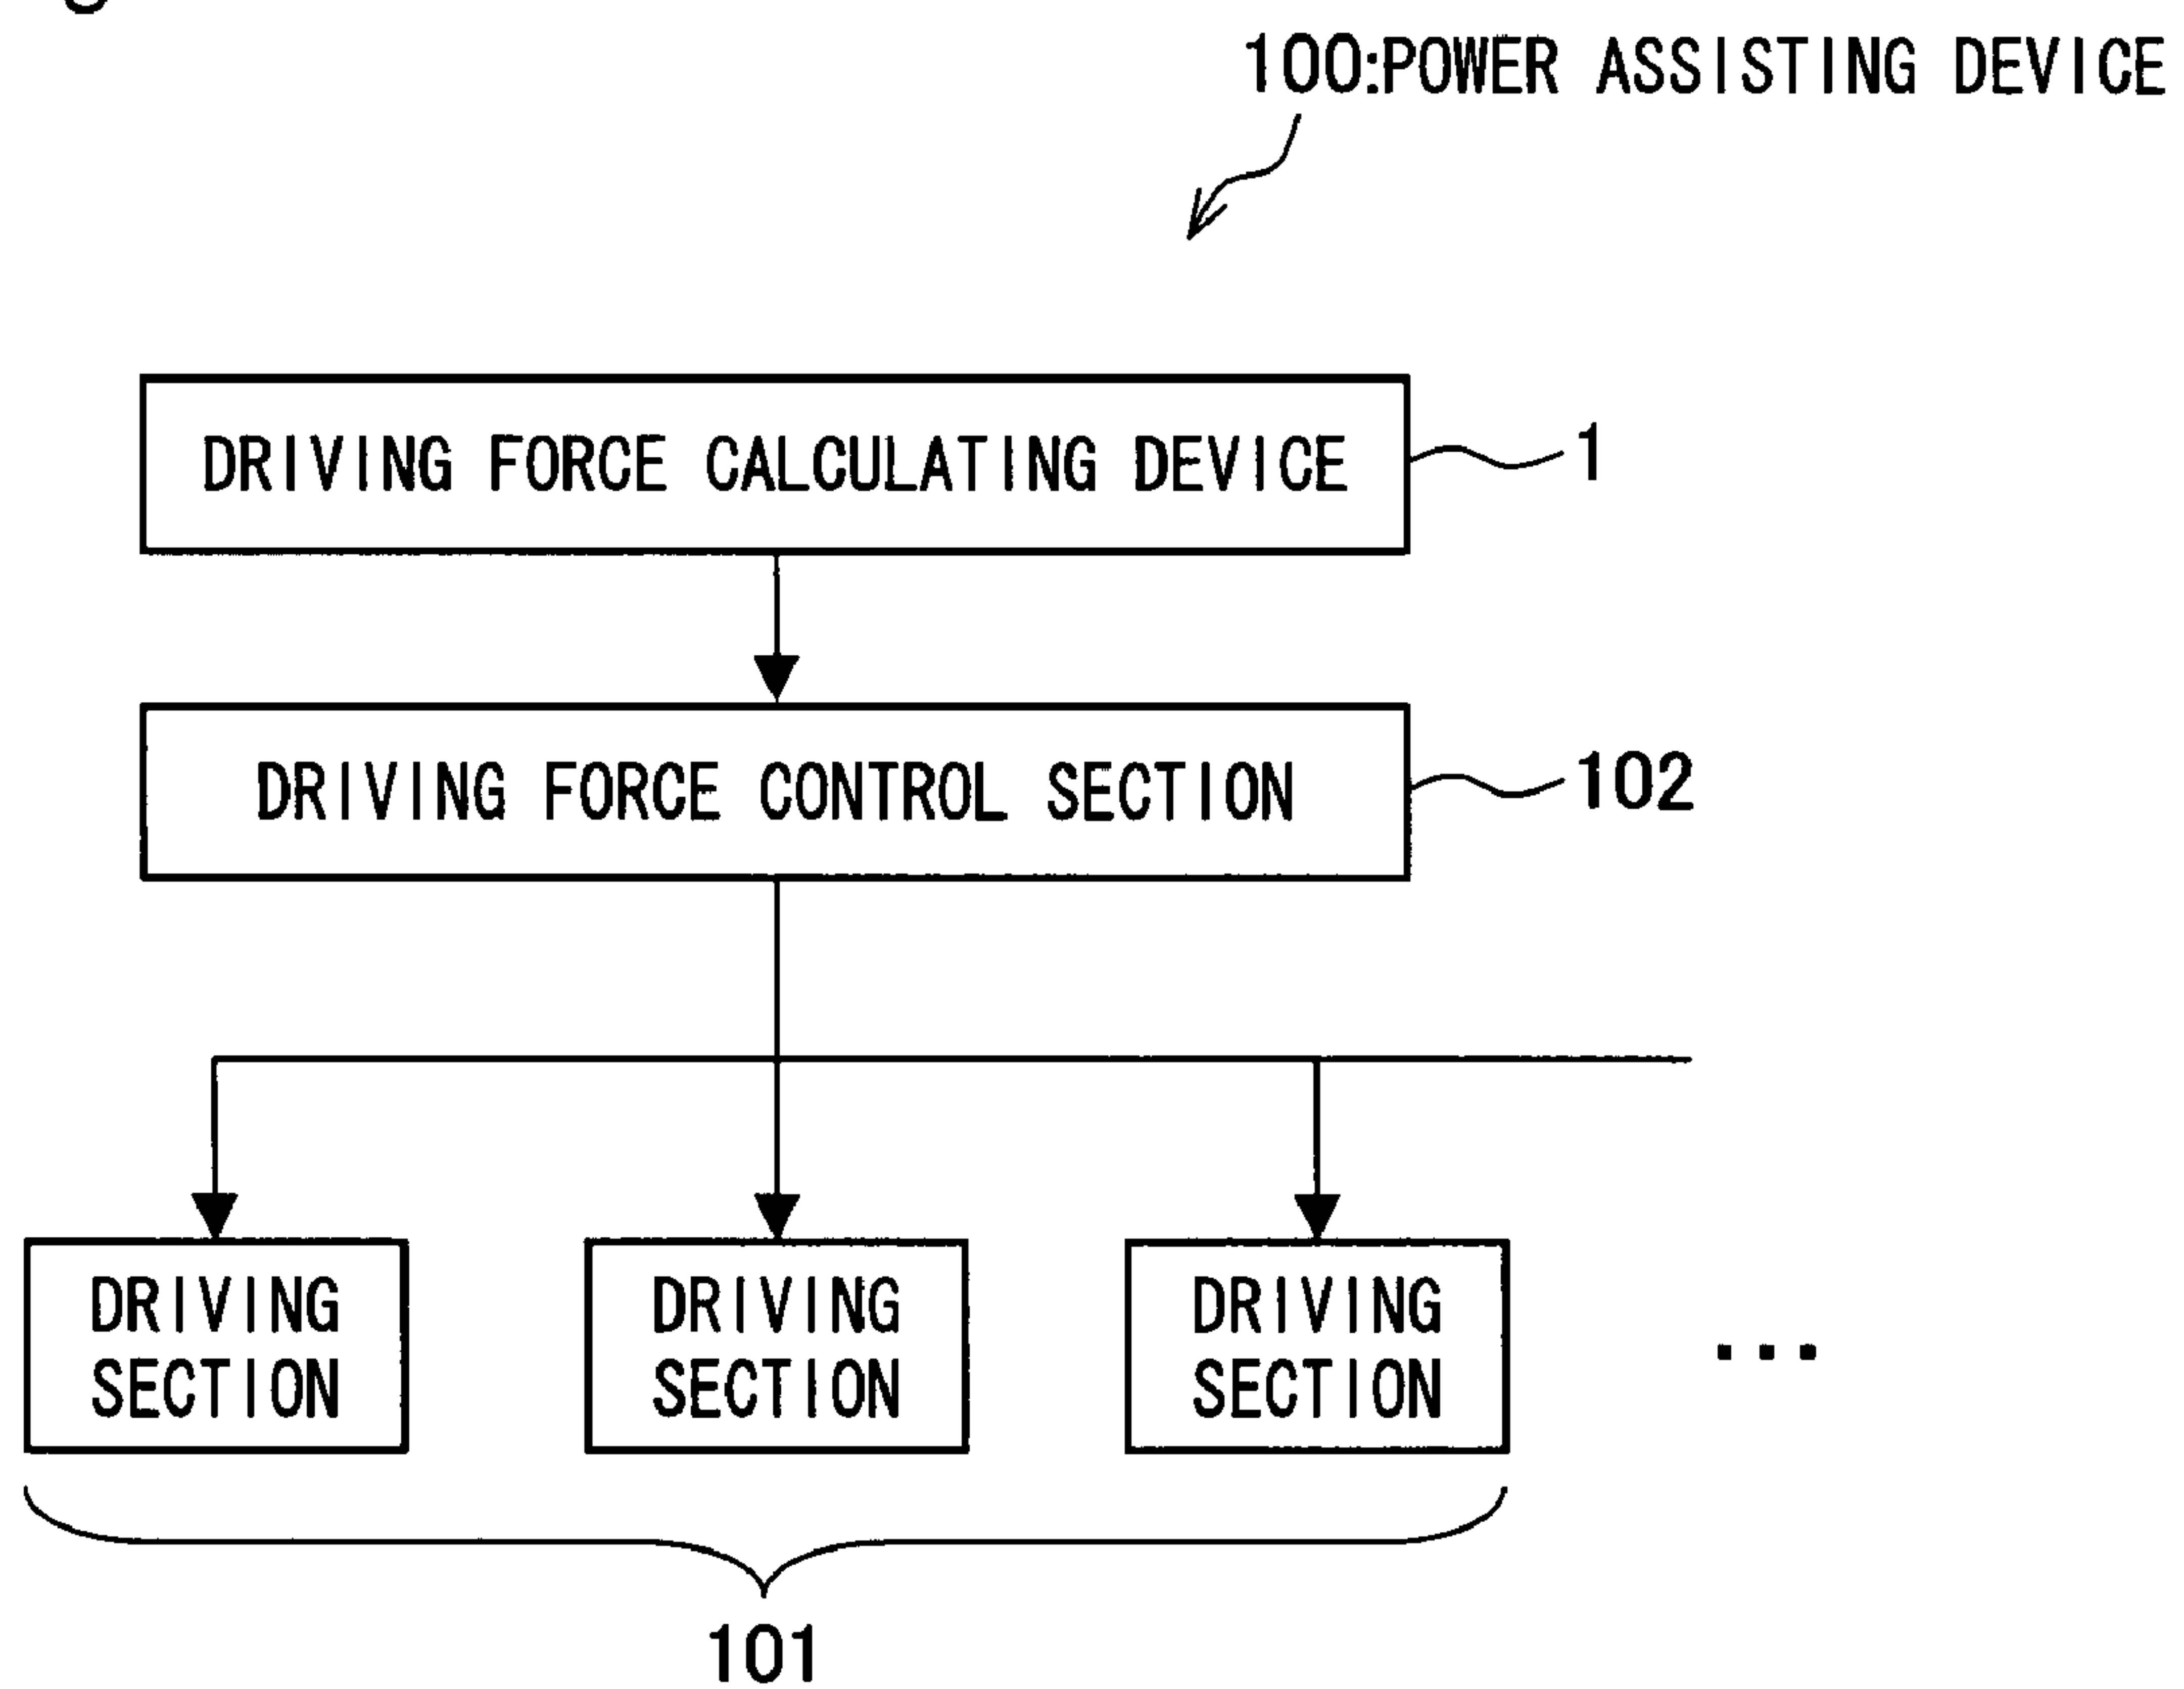 100:POWER ASSISTING DEVICE
DRIVING FORCE CALCULATING DEVICE
1
DRIVING FORCE CONTROL SECTION
102
DRIVING
SECTION
DRIVING
SECTION
DRIVING
SECTION
...
101